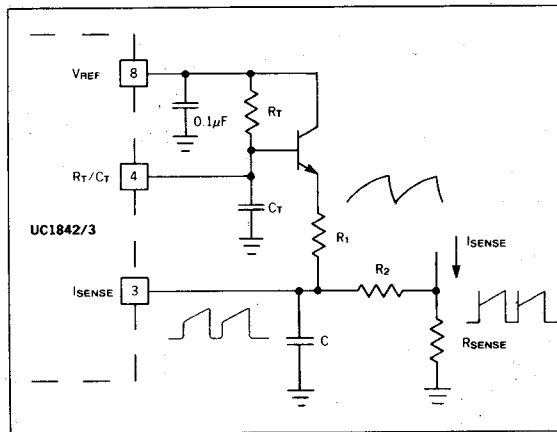 VREF
8
0.1µF
RT
RT/CT
4
CT
UC1842/3
R1
ISENSE
R2
ISENSE
3
C
RSENSE